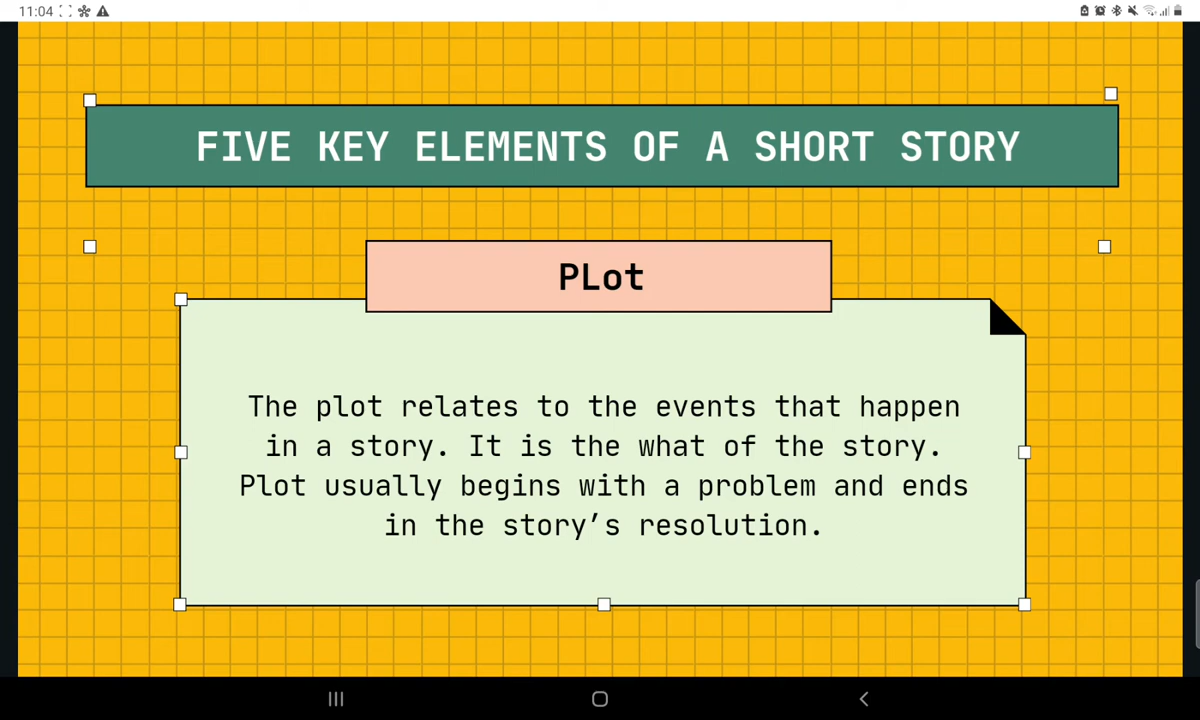 11:04
FIVE KEY ELEMENTS OF A SHORT STORY
PLot
The plot relates to the events that happen
in a story. It is the what of the story.
Plot usually begins with a problem and ends
in the story’s resolution.